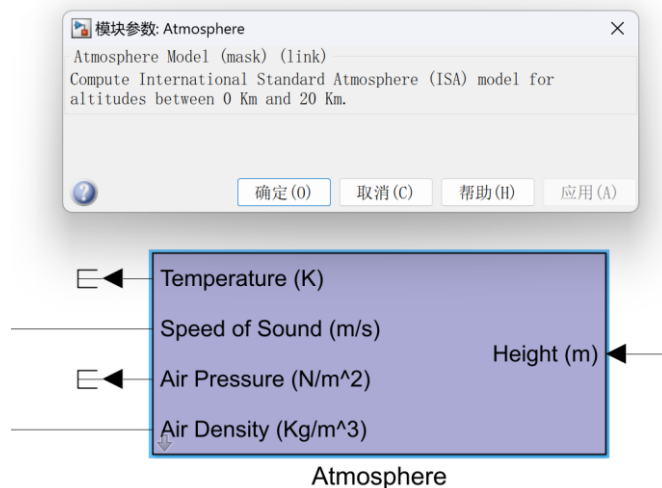 模块参数: Atmosphere
Atmosphere Model (mask) (link)
Compute International Standard Atmosphere (ISA) model for
altitudes between 0 Km and 20 Km.
确定(O)
取消(C)
帮助(H)
应用(A)
Temperature (K)
Speed of Sound (m/s)
Height (m)
Air Pressure (N/m^2)
Air Density (Kg/m^3)
Atmosphere